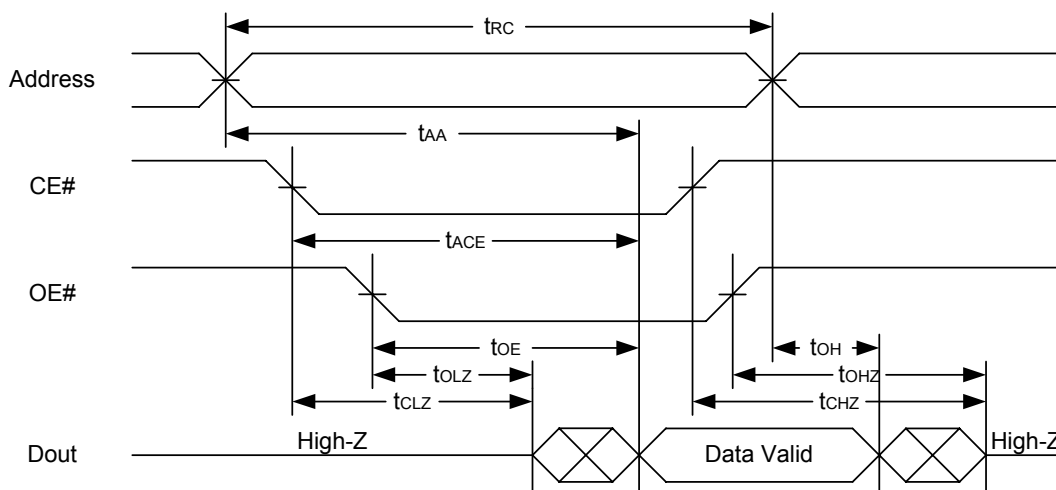 tRC
Address
tAA
CE#
tACE
OE#
tOE
tOH
tOLZ
tOHZ
tCLZ
tCHZ
High-Z
High-Z
Dout
Data Valid